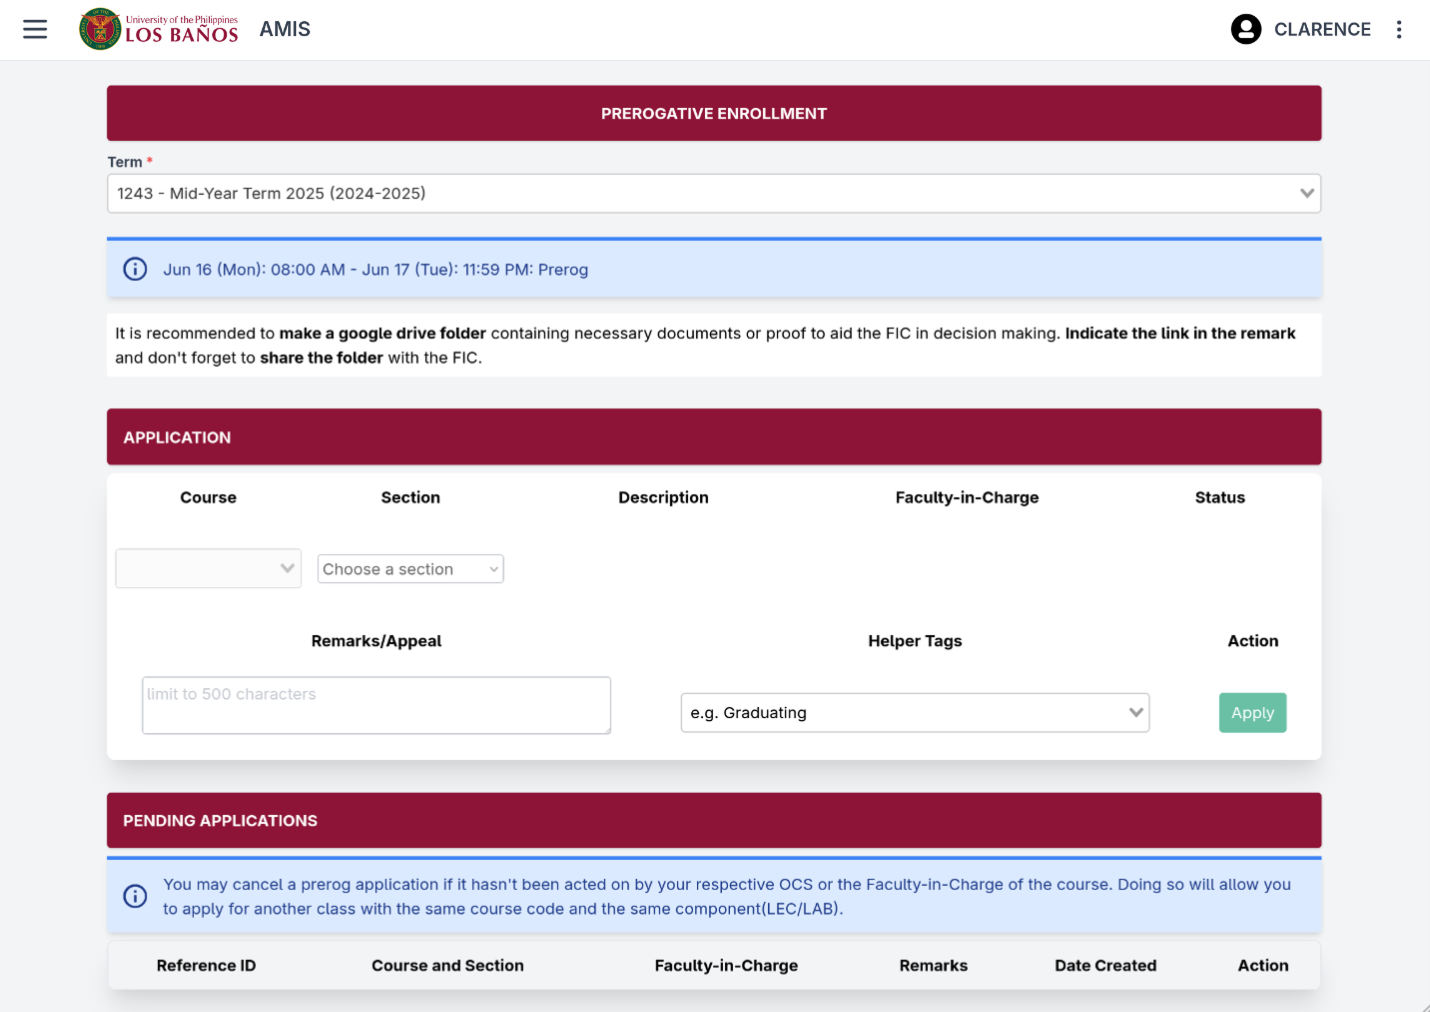 University of the Philippines
LOS BAÑOS
AMIS
CLARENCE
PREROGATIVE ENROLLMENT
Term *
1243 - Mid-Year Term 2025 (2024-2025)
Jun 16 (Mon): 08:00 AM - Jun 17 (Tue): 11:59 PM: Prerog
It is recommended to make a google drive folder containing necessary documents or proof to aid the FIC in decision making. Indicate the link in the remark
and don't forget to share the folder with the FIC.
APPLICATION
Course Section Description Faculty-in-Charge Status
Choose a section
Remarks/Appeal Helper Tags Action
limit to 500 characters
e.g. Graduating
Apply
PENDING APPLICATIONS
You may cancel a prerog application if it hasn't been acted on by your respective OCS or the Faculty-in-Charge of the course. Doing so will allow you
to apply for another class with the same course code and the same component(LEC/LAB).
Reference ID Course and Section Faculty-in-Charge Remarks Date Created Action